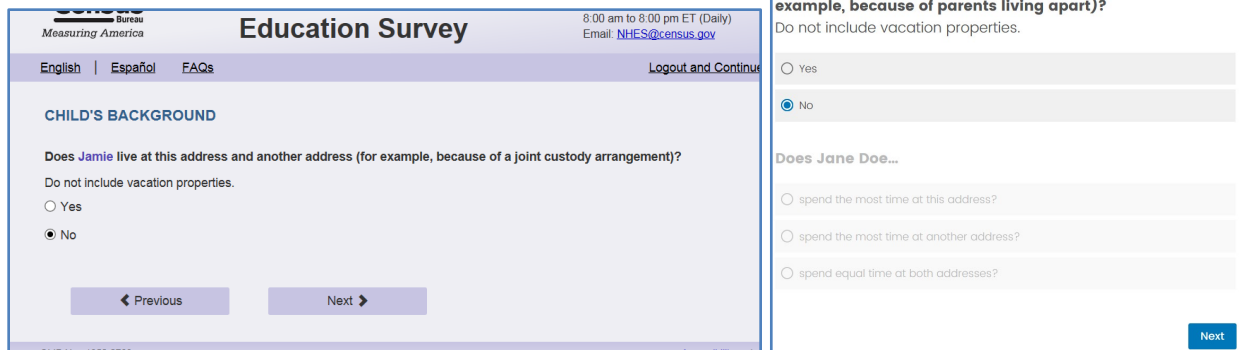 Census
Bureau
Measuring America
Education Survey
8:00 am to 8:00 pm ET (Daily)
Email: NHES@census.gov
English | Español FAQs
Logout and Continue
CHILD'S BACKGROUND
Does Jamie live at this address and another address (for example, because of a joint custody arrangement)?
Do not include vacation properties.
Yes
No
Previous
Next
example, because of parents living apart)?
Do not include vacation properties.
Yes
No
Does Jane Doe...
spend the most time at this address?
spend the most time at another address?
spend equal time at both addresses?
Next